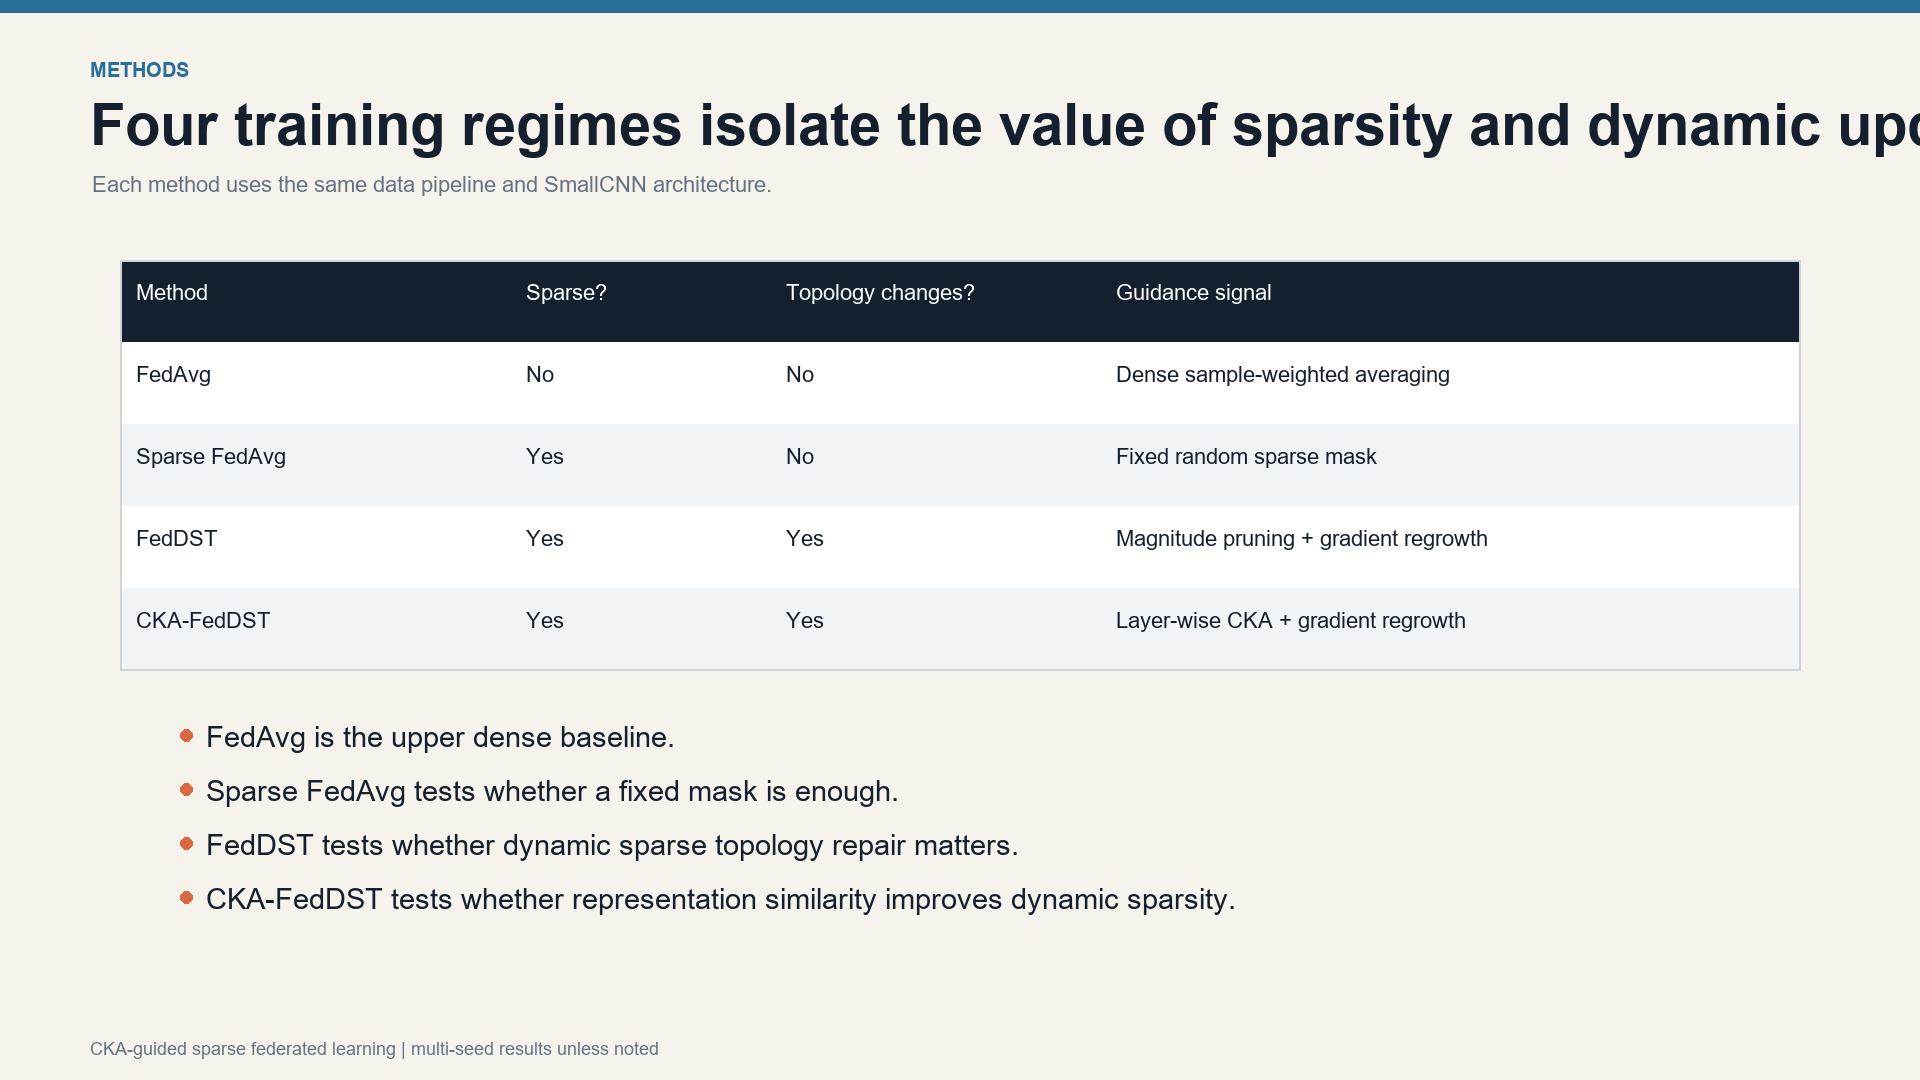 METHODS
Four training regimes isolate the value of sparsity and dynamic
Each method uses the same data pipeline and SmallCNN architecture.
Method Sparse? Topology changes? Guidance signal
FedAvg No No Dense sample-weighted averaging
Sparse FedAvg Yes No Fixed random sparse mask
FedDST Yes Yes Magnitude pruning + gradient regrowth
CKA-FedDST Yes Yes Layer-wise CKA + gradient regrowth
FedAvg is the upper dense baseline.
Sparse FedAvg tests whether a fixed mask is enough.
FedDST tests whether dynamic sparse topology repair matters.
CKA-FedDST tests whether representation similarity improves dynamic sparsity.
CKA-guided sparse federated learning | multi-seed results unless noted